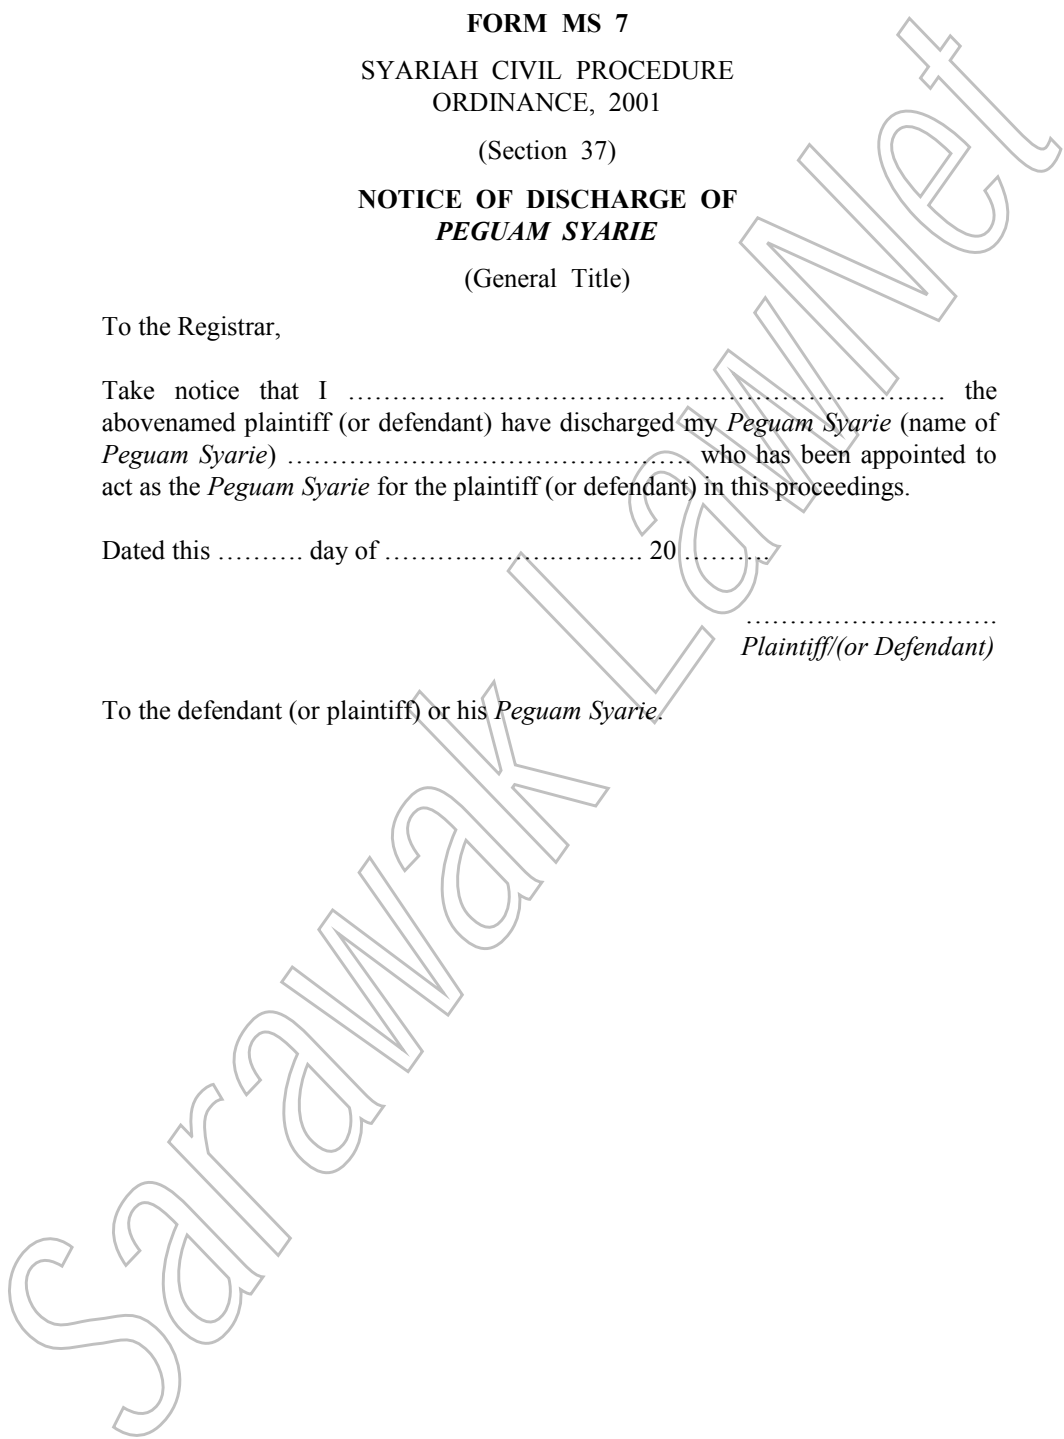 FORM MS 7
SYARIAH CIVIL PROCEDURE
ORDINANCE, 2001
(Section 37)
NOTICE OF DISCHARGE OF
PEGUAM SYARIE
(General Title)
To the Registrar,
Take notice that I ……………………………………………………………. the
abovenamed plaintiff (or defendant) have discharged my Peguam Syarie (name of
Peguam Syarie) ………………………………………. who has been appointed to
act as the Peguam Syarie for the plaintiff (or defendant) in this proceedings.
Dated this ………. day of ………………………. 20 ……….
……………………….
Plaintiff/(or Defendant)
To the defendant (or plaintiff) or his Peguam Syarie.
Sarawak LawNet